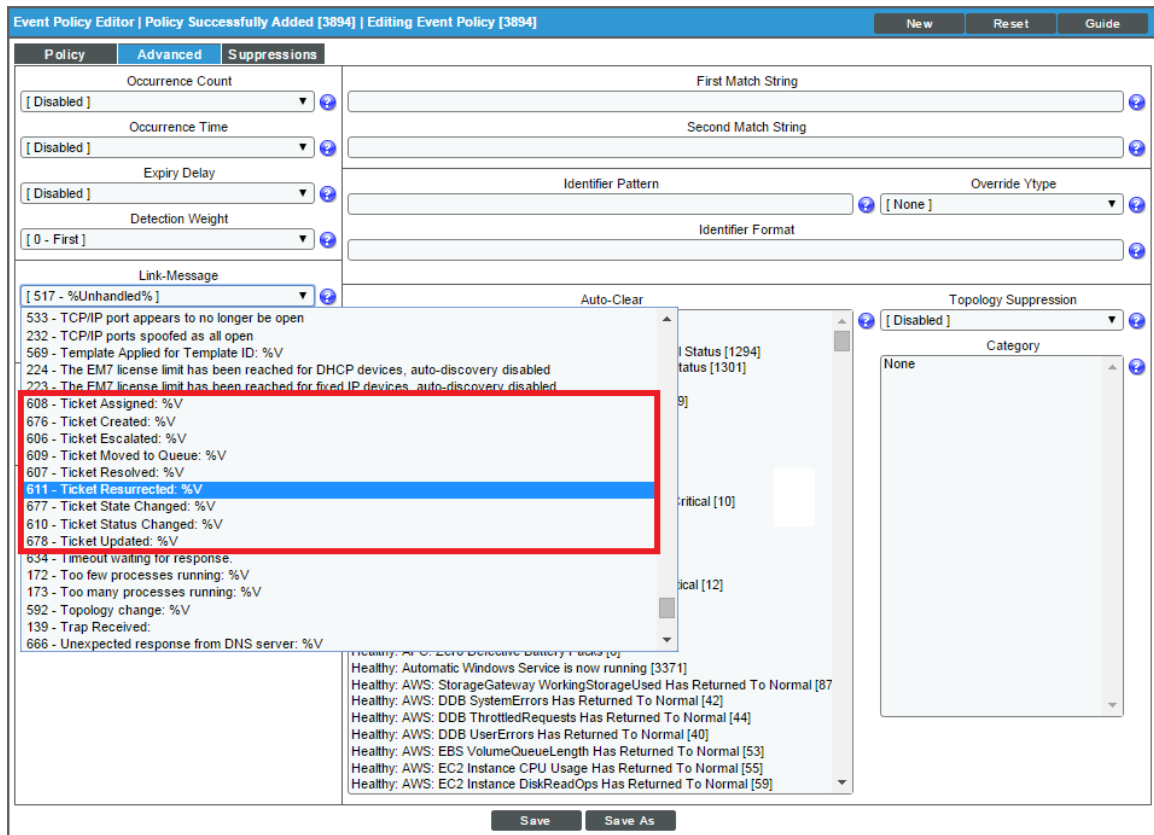 Event Policy Editor | Policy Successfully Added [3894] | Editing Event Policy [3894]
New
Reset
Guide
Policy
Advanced
Suppressions
Occurrence Count
[ Disabled ]
Occurrence Time
[ Disabled ]
Expiry Delay
[ Disabled ]
Detection Weight
[ 0 - First ]
Link-Message
[ 517 - %Unhandled% ]
533 - TCP/IP port appears to no longer be open
232 - TCP/IP ports spoofed as all open
569 - Template Applied for Template ID: %V
224 - The EM7 license limit has been reached for DHCP devices, auto-discovery disabled
223 - The EM7 license limit has been reached for fixed IP devices, auto-discovery disabled
608 - Ticket Assigned: %V
676 - Ticket Created: %V
606 - Ticket Escalated: %V
609 - Ticket Moved to Queue: %V
607 - Ticket Resolved: %V
611 - Ticket Resurrected: %V
677 - Ticket State Changed: %V
610 - Ticket Status Changed: %V
678 - Ticket Updated: %V
634 - Timeout waiting for response.
172 - Too few processes running: %V
173 - Too many processes running: %V
592 - Topology change: %V
139 - Trap Received:
666 - Unexpected response from DNS server: %V
First Match String
Second Match String
Identifier Pattern
Override Ytype
[ None ]
Identifier Format
Auto-Clear
l Status [1294]
tatus [1301]
9]
ritical [10]
tical [12]
Healthy: Automatic Windows Service is now running [3371]
Healthy: AWS: StorageGateway WorkingStorageUsed Has Returned To Normal [87
Healthy: AWS: DDB SystemErrors Has Returned To Normal [42]
Healthy: AWS: DDB ThrottledRequests Has Returned To Normal [44]
Healthy: AWS: DDB UserErrors Has Returned To Normal [40]
Healthy: AWS: EBS VolumeQueueLength Has Returned To Normal [53]
Healthy: AWS: EC2 Instance CPU Usage Has Returned To Normal [55]
Healthy: AWS: EC2 Instance DiskReadOps Has Returned To Normal [59]
Topology Suppression
[ Disabled ]
Category
None
Save
Save As